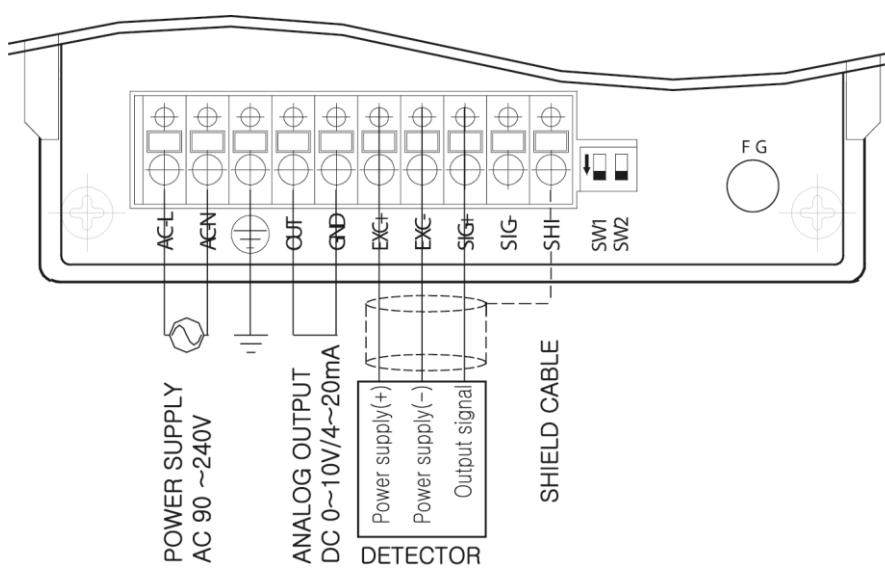 F G
AC-L
AC-N
OUT
GND
EXC+
EXC-
SIG+
SIG-
SHI
SW1
SW2
POWER SUPPLY
AC 90 ~240V
ANALOG OUTPUT
DC 0~10V/4~20mA
Power supply(+)
Power supply(-)
Output signal
DETECTOR
SHIELD CABLE